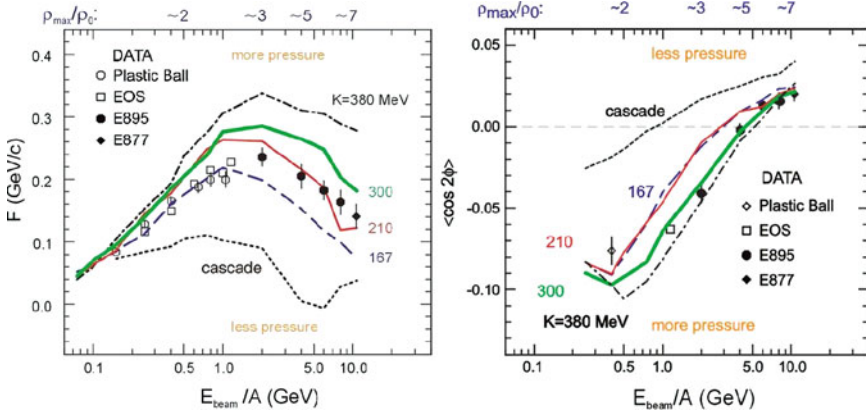 ρmax/ρ0: ~2 ~3 ~5 ~7
0.4
0.3
0.2
0.1
0.0
F (GeV/c)
DATA
Plastic Ball
EOS
E895
E877
more pressure
K=380 MeV
300
210
167
cascade
less pressure
0.1 0.5 1.0 5.0 10.0
Ebeam/A (GeV)
ρmax/ρ0: ~2 ~3 ~5 ~7
0.05
0.00
-0.05
-0.10
<cos 2ϕ>
less pressure
cascade
167
DATA
Plastic Ball
EOS
E895
E877
210
300
K=380 MeV
more pressure
0.1 0.5 1.0 5.0 10.0
Ebeam/A (GeV)